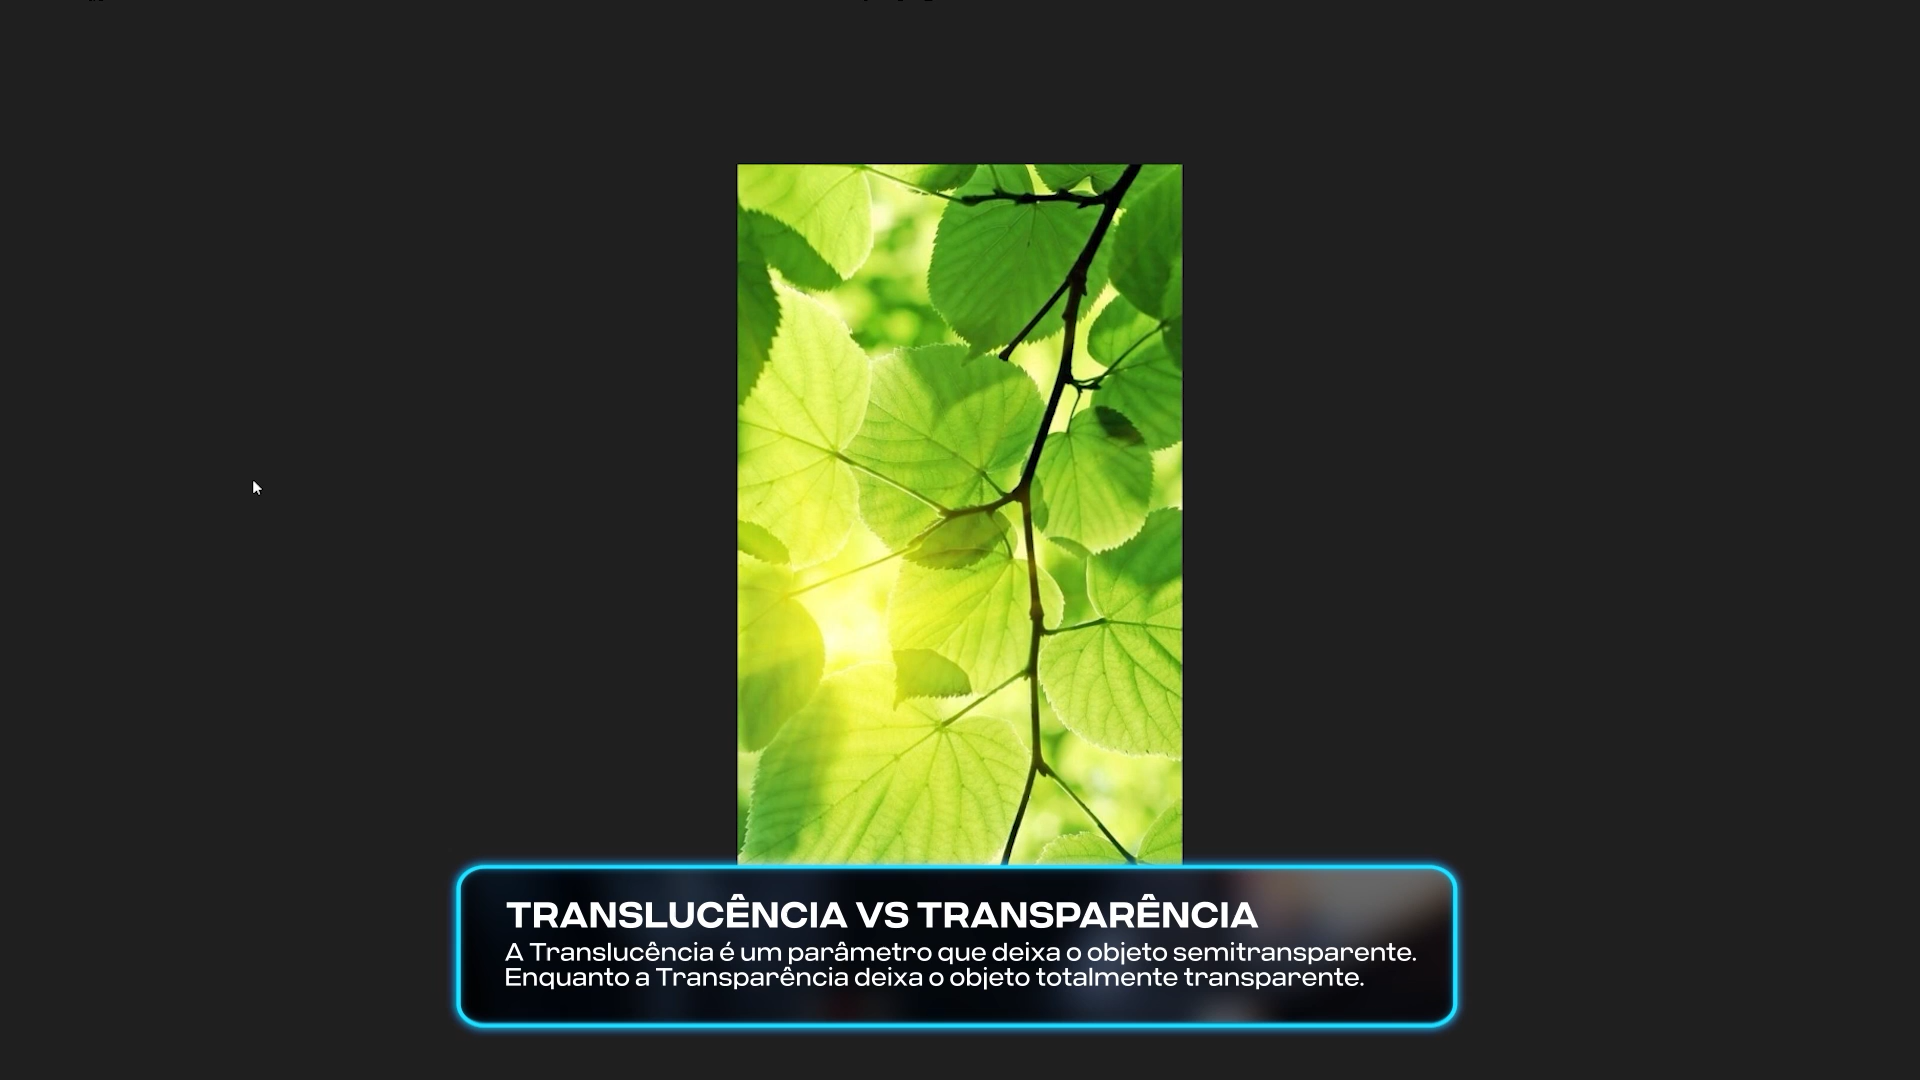 TRANSLUCÊNCIA VS TRANSPARÊNCIA
A Translucência é um parâmetro que deixa o objeto semitransparente.
Enquanto a Transparência deixa o objeto totalmente transparente.